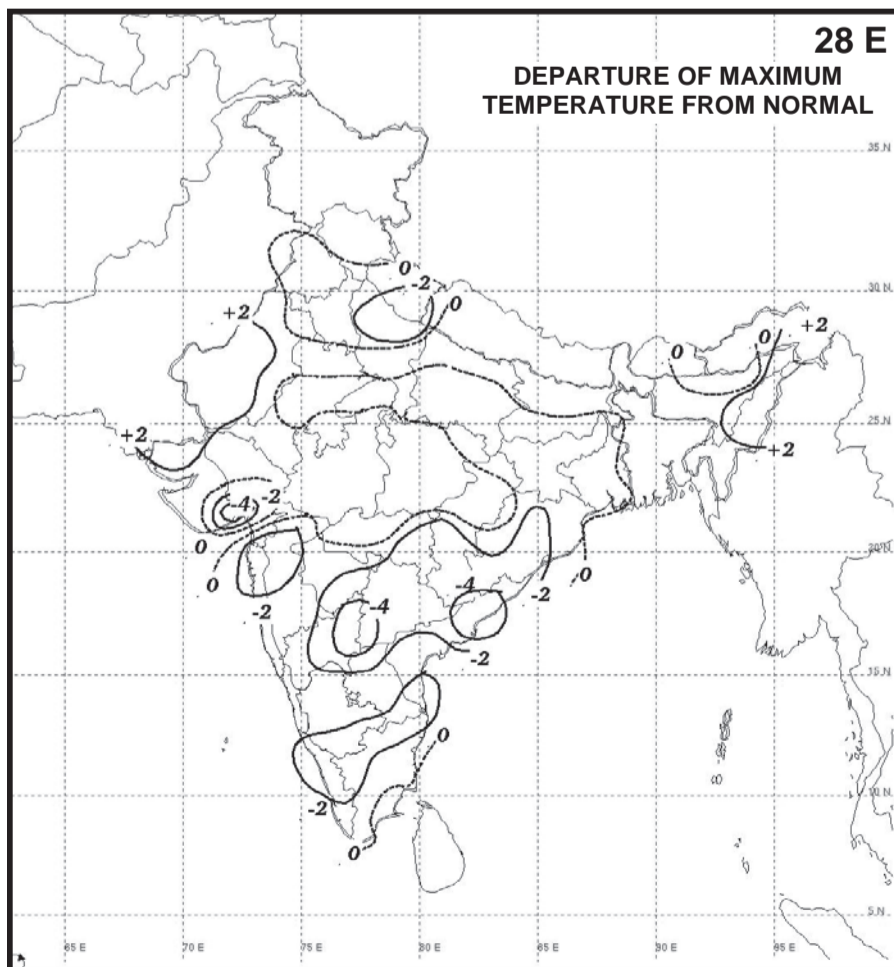 28 E
DEPARTURE OF MAXIMUM
TEMPERATURE FROM NORMAL
35 N
0
-2
30 N
0
+2
+2
0
0
25 N
+2
+2
-2
-4
0
20 N
0
-4
-2
-2
-4
-2
15 N
0
10 N
-2
0
5 N
65 E
70 E
75 E
80 E
85 E
90 E
95 E